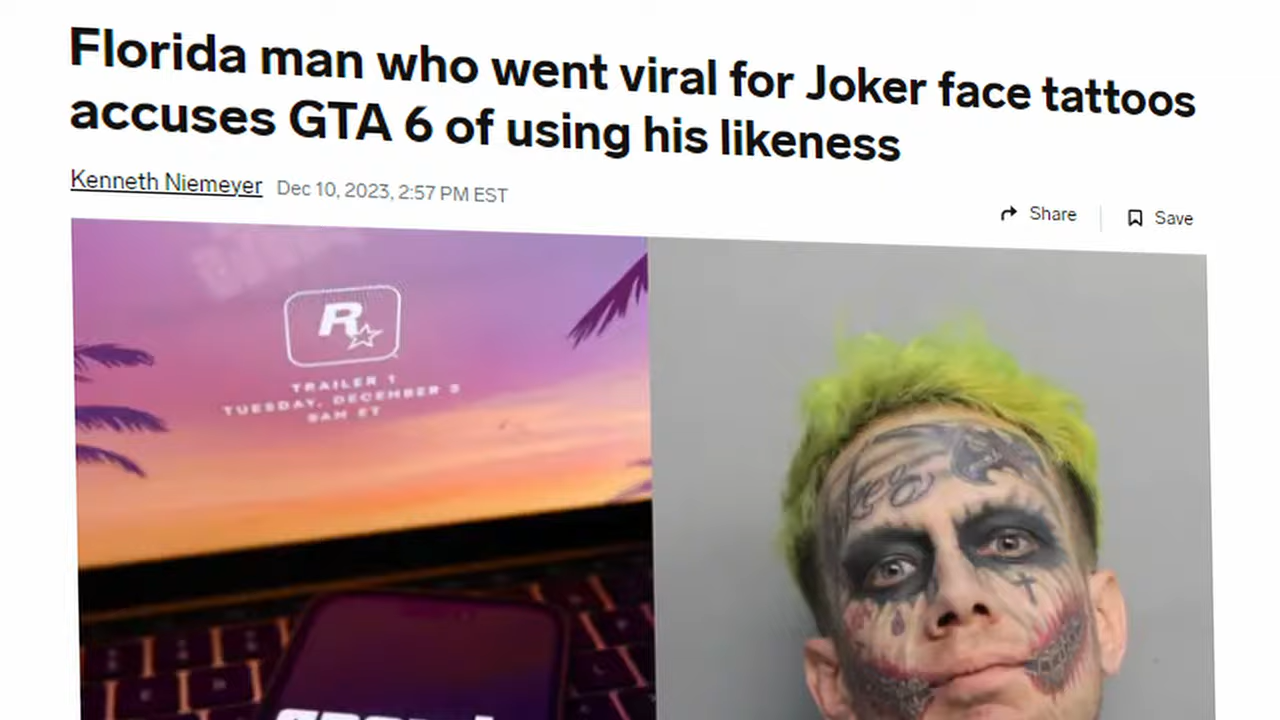 Florida man who went viral for Joker face tattoos
accuses GTA 6 of using his likeness
Kenneth Niemeyer Dec 10, 2023, 2:57 PM EST
Share Save
R
TRAILER 1
TUESDAY, DECEMBER 5
9AM ET